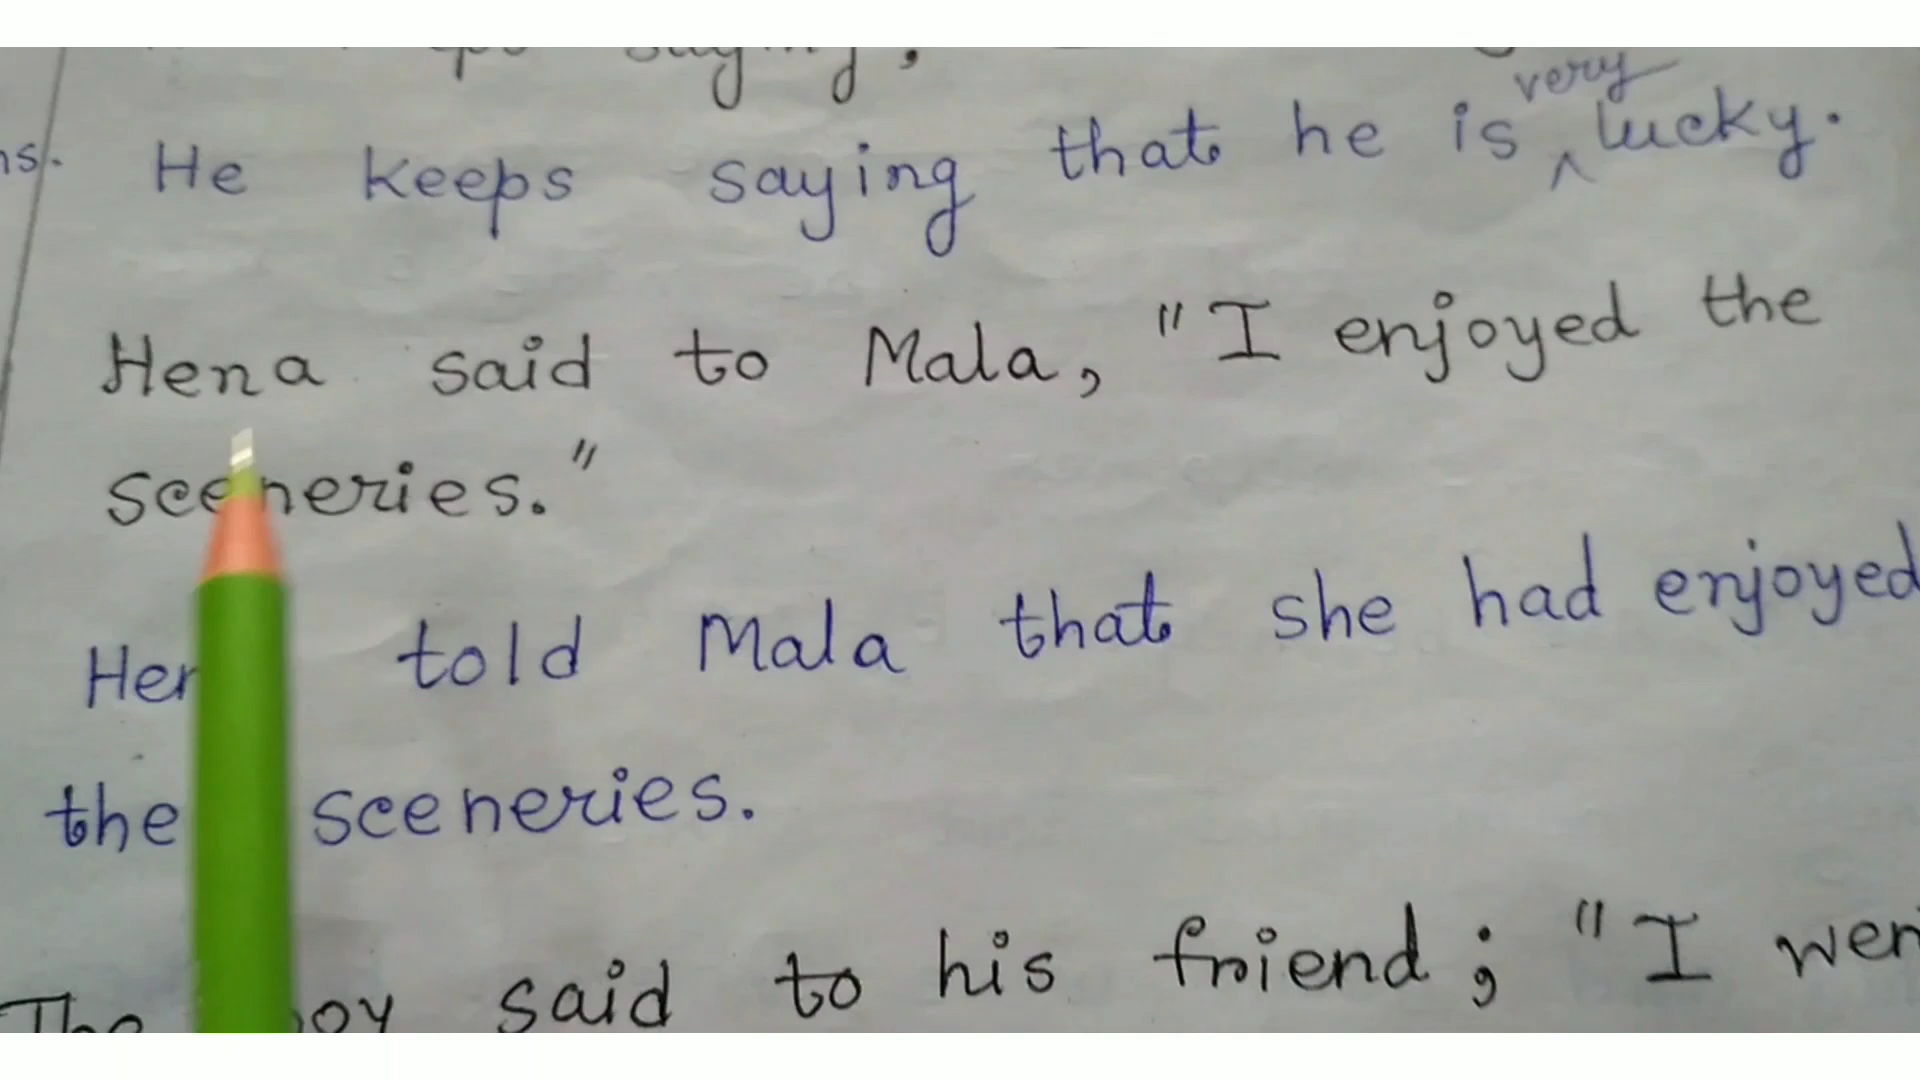 He keeps saying that he is very lucky.
Hena said to Mala, "I enjoyed the
sceneries."
told Mala that she had enjoyed
the sceneries.
said to his friend; "I